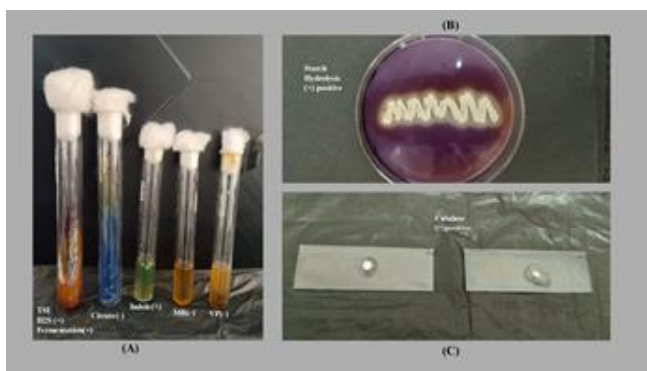 (B)
Starch
Hydrolysis
(+) positive
Catalase
positive
TSI
H2S (+)
Fermentation(+)
Citrate(-)
Indole(+)
MR(-)
VP(-)
(A)
(C)